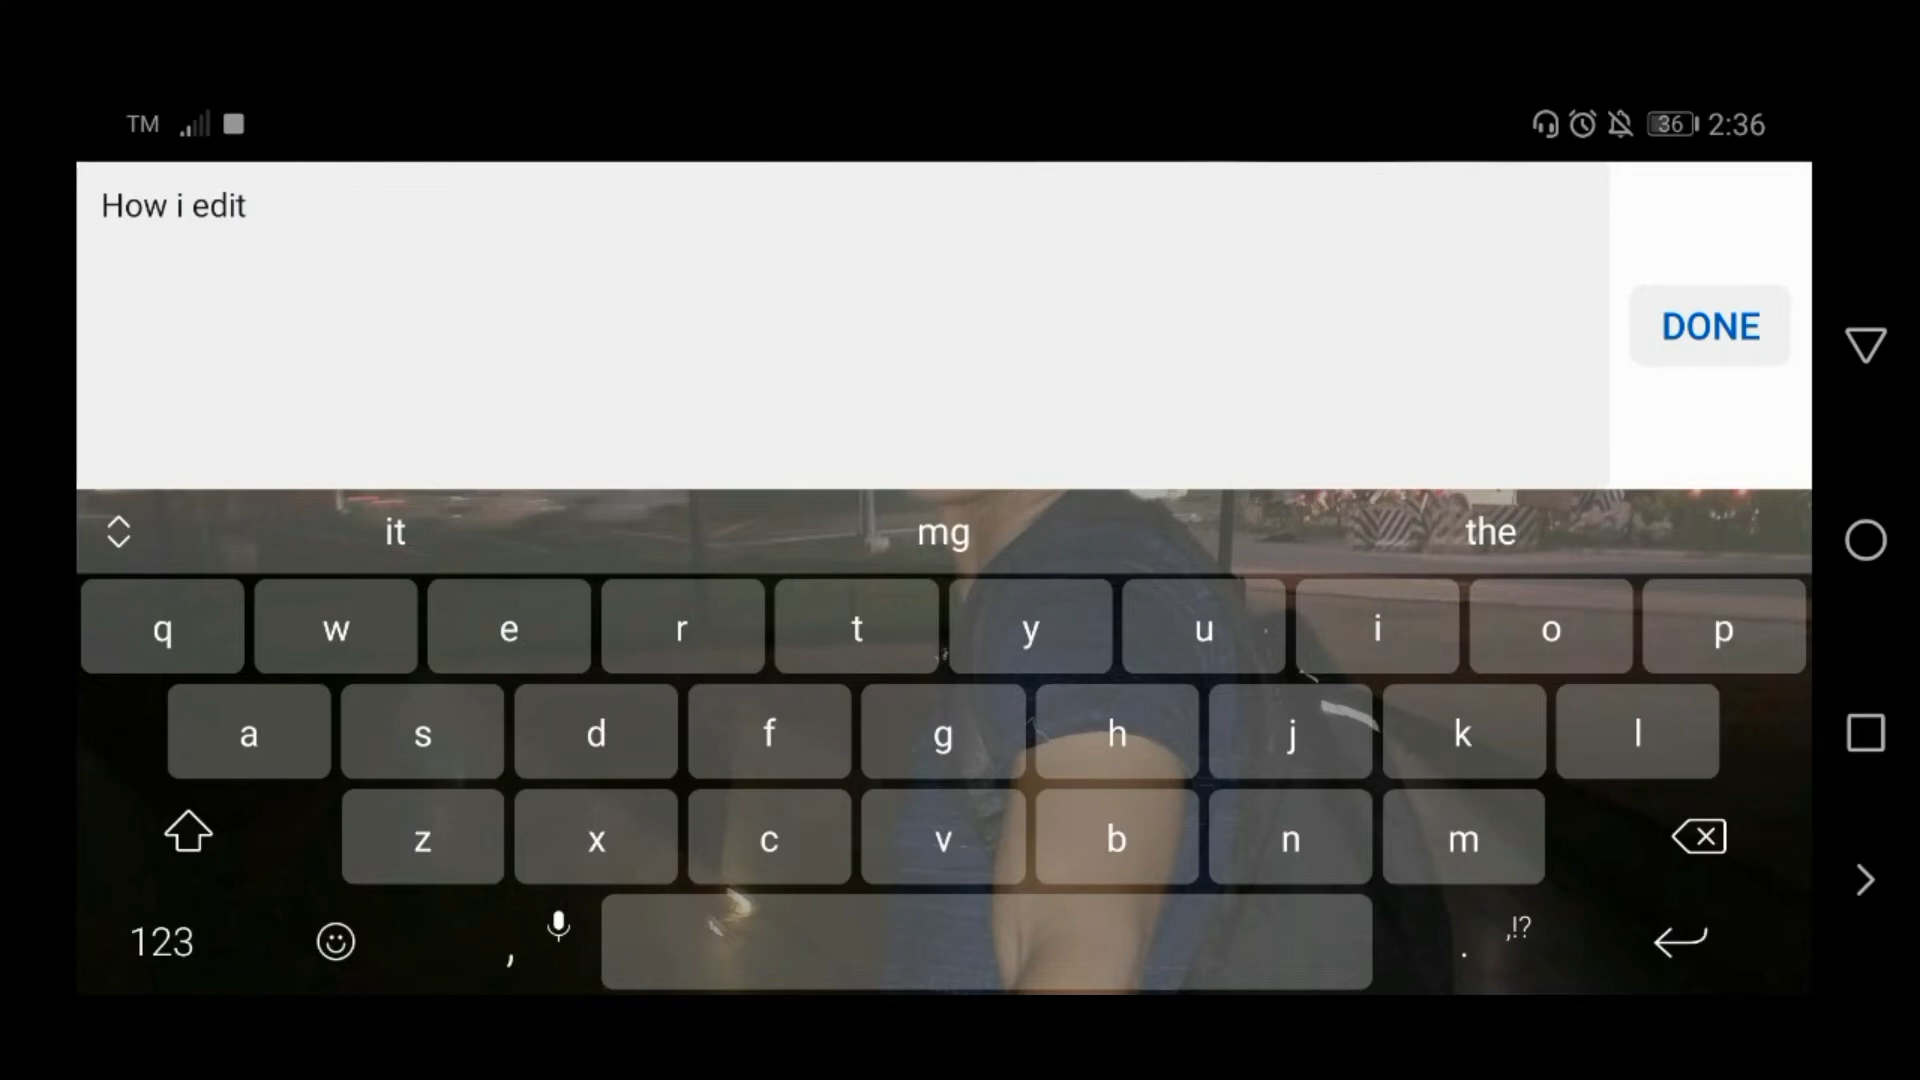 TM 36 2:36
How i edit
DONE
it mg the
q w e r t y u i o p
a s d f g h j k l
z x c v b n m
123 , . ,!?